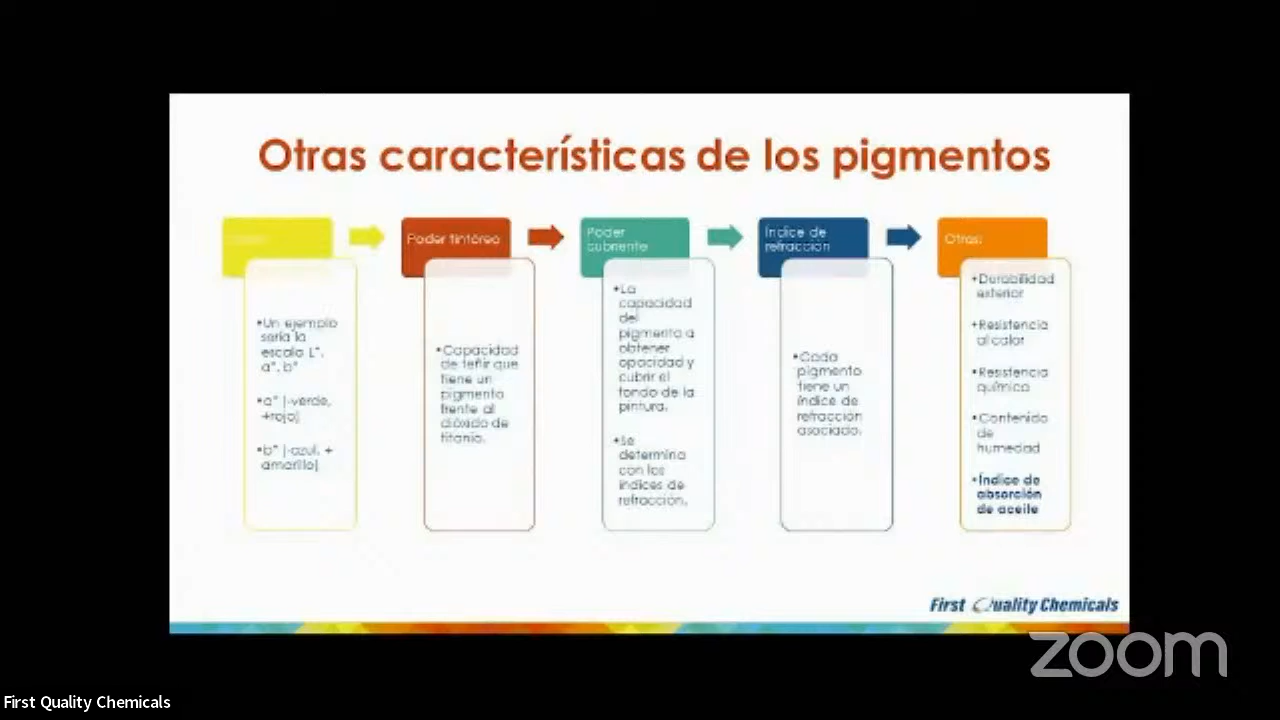 Otras características de los pigmentos
Poder tintóreo
Poder
cubriente
Índice de
refracción
Otras:
•Un ejemplo
sería la
escala L*,
a*, b*
•a* (-verde,
+rojo)
•b* (-azul, +
amarillo)
•Capacidad
de teñir que
tiene un
pigmento
frente al
dióxido de
titanio.
•La
capacidad
del
pigmento a
obtener
opacidad y
cubrir el
fondo de la
pintura.
•Se
determina
con los
índices de
refracción.
•Cada
pigmento
tiene un
índice de
refracción
asociado.
•Durabilidad
exterior
•Resistencia
al calor
•Resistencia
química
•Contenido
de
humedad
•Índice de
absorción
de aceite
First Quality Chemicals
zoom
First Quality Chemicals